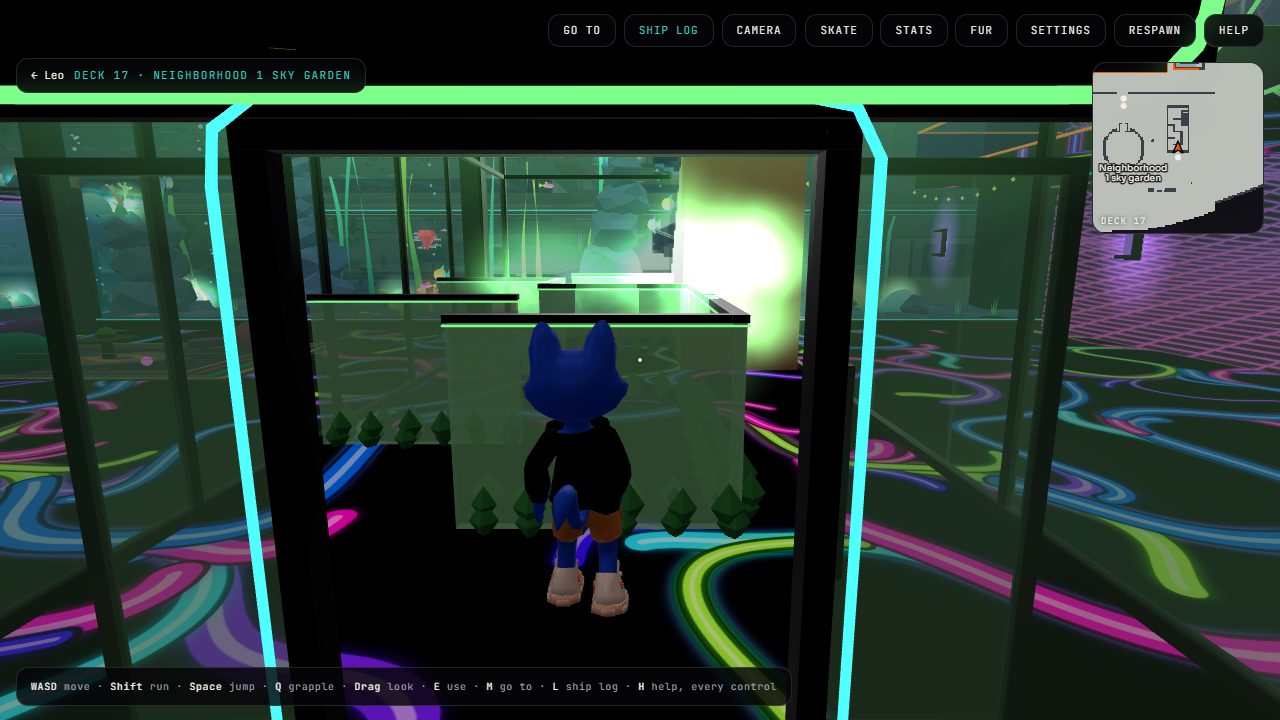 GO TO
SHIP LOG
CAMERA
SKATE
STATS
FUR
SETTINGS
RESPAWN
HELP
← Leo DECK 17 · NEIGHBORHOOD 1 SKY GARDEN
Neighborhood
1 sky garden
DECK 17
WASD move · Shift run · Space jump · Q grapple · Drag look · E use · M go to · L ship log · H help, every control